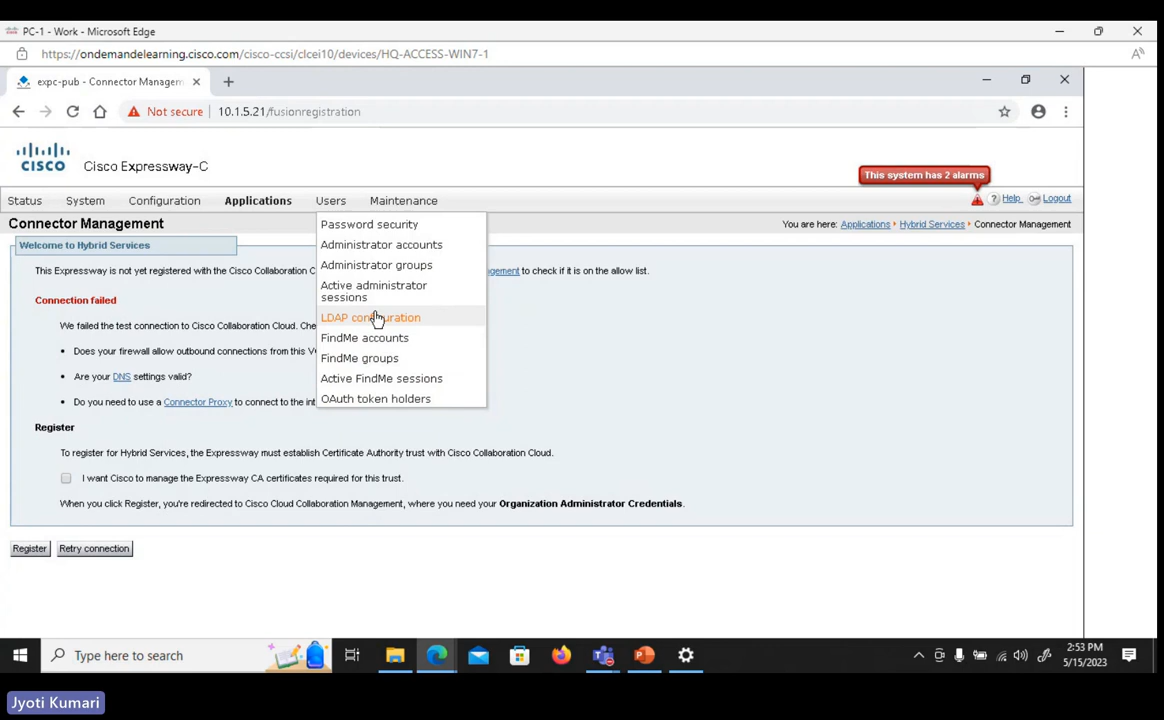 PC-1 - Work - Microsoft Edge
https://ondemandelearning.cisco.com/cisco-ccsi/clcei10/devices/HQ-ACCESS-WIN7-1
expc-pub - Connector Managem
Not secure 10.1.5.21/fusionregistration
CISCO Cisco Expressway-C
This system has 2 alarms
Status System Configuration Applications Users Maintenance Help Logout
Connector Management You are here: Applications Hybrid Services Connector Management
Password security
Administrator accounts
Administrator groups
Active administrator
sessions
LDAP configuration
FindMe accounts
FindMe groups
Active FindMe sessions
OAuth token holders
Welcome to Hybrid Services
This Expressway is not yet registered with the Cisco Collaboration C gement to check if it is on the allow list.
Connection failed
We failed the test connection to Cisco Collaboration Cloud. Che
Does your firewall allow outbound connections from this V
Are your DNS settings valid?
Do you need to use a Connector Proxy to connect to the int
Register
To register for Hybrid Services, the Expressway must establish Certificate Authority trust with Cisco Collaboration Cloud.
I want Cisco to manage the Expressway CA certificates required for this trust.
When you click Register, you're redirected to Cisco Cloud Collaboration Management, where you need your Organization Administrator Credentials.
Register Retry connection
Type here to search
2:53 PM
5/15/2023
Jyoti Kumari